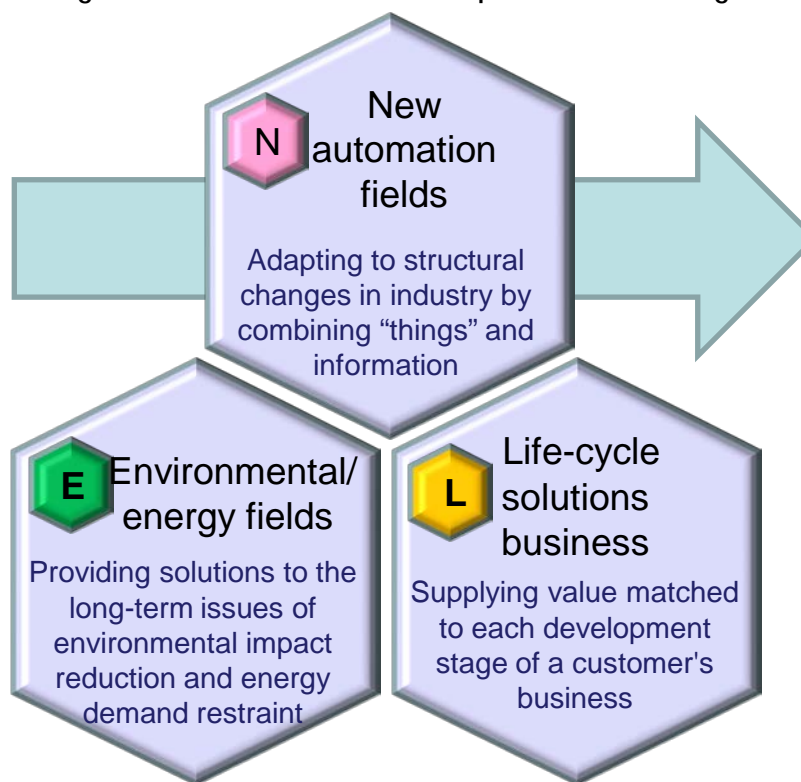 N
New
automation
fields
Adapting to structural
changes in industry by
combining “things” and
information
E
Environmental/
energy fields
Providing solutions to the
long-term issues of
environmental impact
reduction and energy
demand restraint
L
Life-cycle
solutions
business
Supplying value matched
to each development
stage of a customer's
business